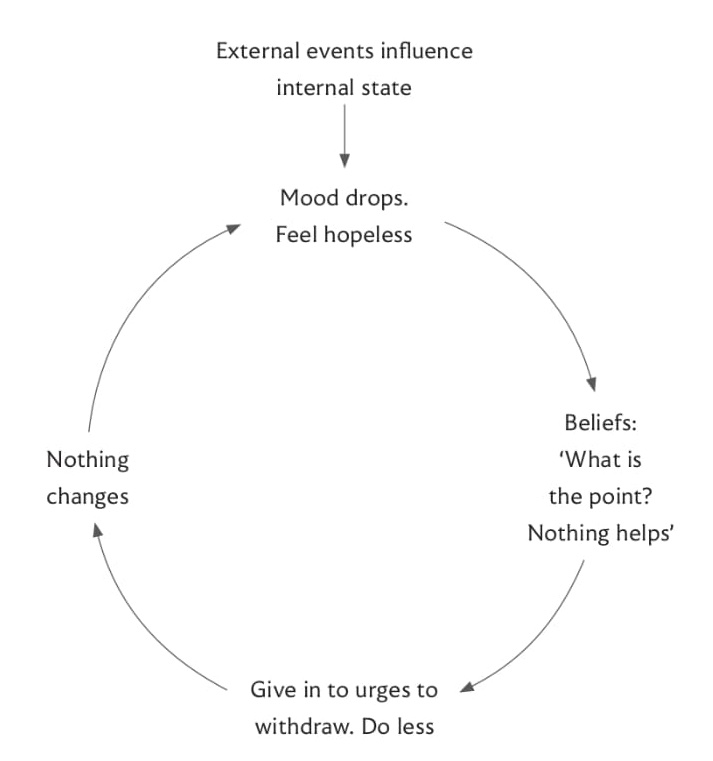 External events influence
internal state
Mood drops.
Feel hopeless
Beliefs:
‘What is
the point?
Nothing helps’
Give in to urges to
withdraw. Do less
Nothing
changes